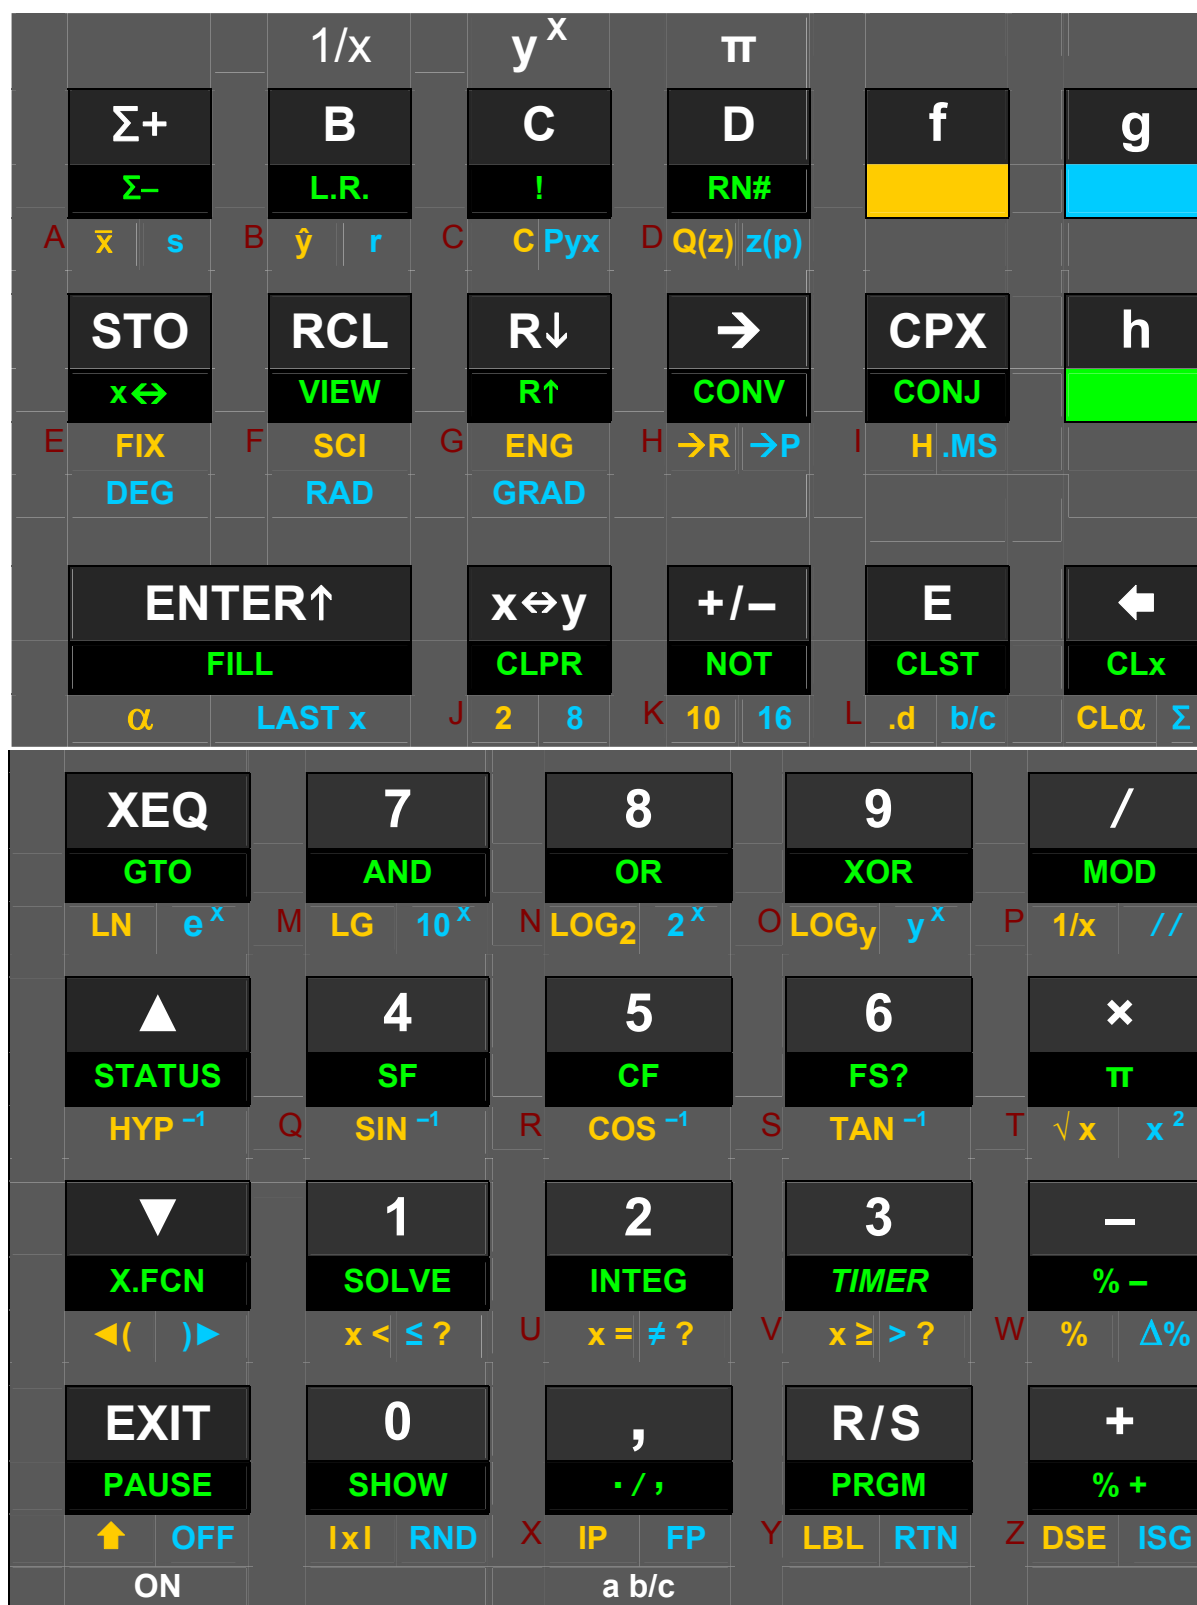 1/x y^x π
Σ+ B C D f g
Σ– L.R. ! RN#
A x̄ s B ŷ r C C Pyx D Q(z) z(p)
STO RCL R↓ → CPX h
x↔ VIEW R↑ CONV CONJ
E FIX F SCI G ENG H →R →P I H .MS
DEG RAD GRAD
ENTER↑ x↔y +/– E 🡄
FILL CLPR NOT CLST CLx
α LAST x J 2 8 K 10 16 L .d b/c CLα Σ
XEQ 7 8 9 /
GTO AND OR XOR MOD
LN e^x M LG 10^x N LOG₂ 2^x O LOGy y^x P 1/x //
▲ 4 5 6 ×
STATUS SF CF FS? π
HYP ⁻¹ Q SIN ⁻¹ R COS ⁻¹ S TAN ⁻¹ T √x x²
▼ 1 2 3 –
X.FCN SOLVE INTEG TIMER % –
◄( )► x < ≤ ? U x = ≠ ? V x ≥ > ? W % Δ%
EXIT 0 , R/S +
PAUSE SHOW ·/, PRGM % +
🡅 OFF |x| RND X IP FP Y LBL RTN Z DSE ISG
ON a b/c